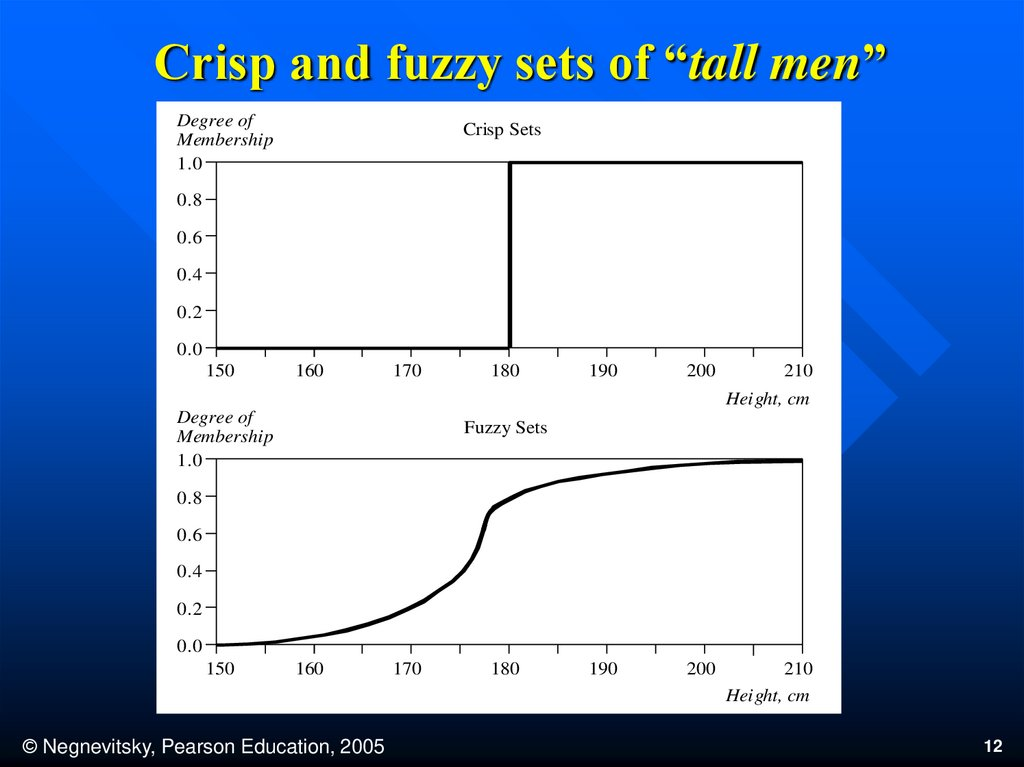 Crisp and fuzzy sets of “tall men”
Degree of
Membership
Crisp Sets
1.0
0.8
0.6
0.4
0.2
0.0
150 160 170 180 190 200 210
Height, cm
Degree of
Membership
Fuzzy Sets
1.0
0.8
0.6
0.4
0.2
0.0
150 160 170 180 190 200 210
Height, cm
© Negnevitsky, Pearson Education, 2005
12